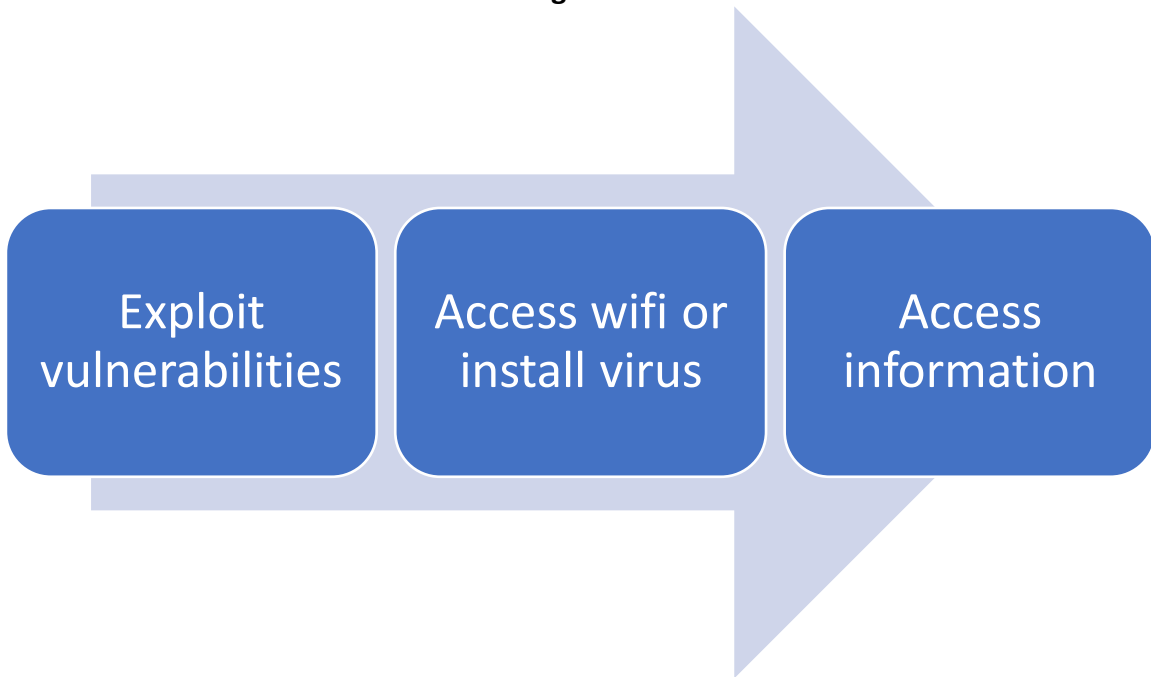 Exploit
vulnerabilities
Access wifi or
install virus
Access
information